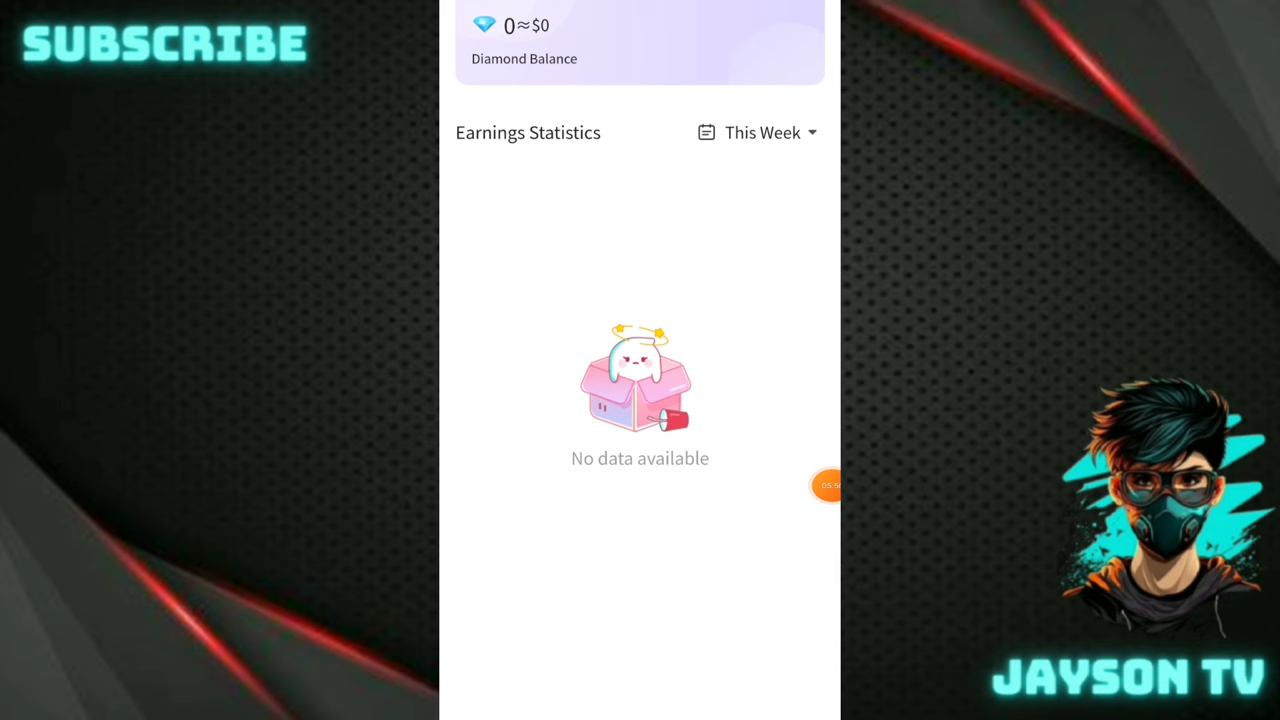 SUBSCRIBE
0≈$0
Diamond Balance
Earnings Statistics
This Week
No data available
JAYSON TV